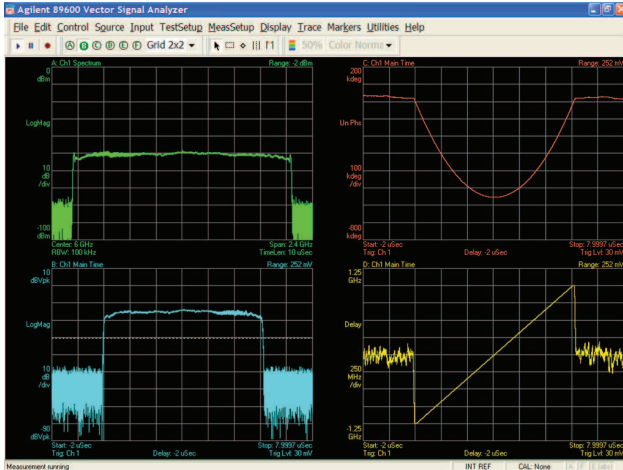 Agilent 89600 Vector Signal Analyzer
File Edit Control Source Input TestSetup MeasSetup Display Trace Markers Utilities Help
A B C D E F Grid 2x2 50% Color Norma
A: Ch1 Spectrum Range: -2 dBm
0
dBm
LogMag
10
dB
/div
-100
dBm
Center: 6 GHz Span: 2.4 GHz
RBW: 100 kHz TimeLen: 10 uSec
C: Ch1 Main Time Range: 252 mV
200
kdeg
Un Phs
100
kdeg
/div
-800
kdeg
Start: -2 uSec Stop: 7.9997 uSec
Trig: Ch 1 Delay: -2 uSec Trig Lvl: 30 mV
B: Ch1 Main Time Range: 252 mV
10
dBVpk
LogMag
10
dB
/div
-90
dBVpk
Start: -2 uSec Stop: 7.9997 uSec
Trig: Ch 1 Delay: -2 uSec Trig Lvl: 30 mV
D: Ch1 Main Time Range: 252 mV
1.25
GHz
Delay
250
MHz
/div
-1.25
GHz
Start: -2 uSec Stop: 7.9997 uSec
Trig: Ch 1 Delay: -2 uSec Trig Lvl: 30 mV
Measurement running INT REF CAL: None